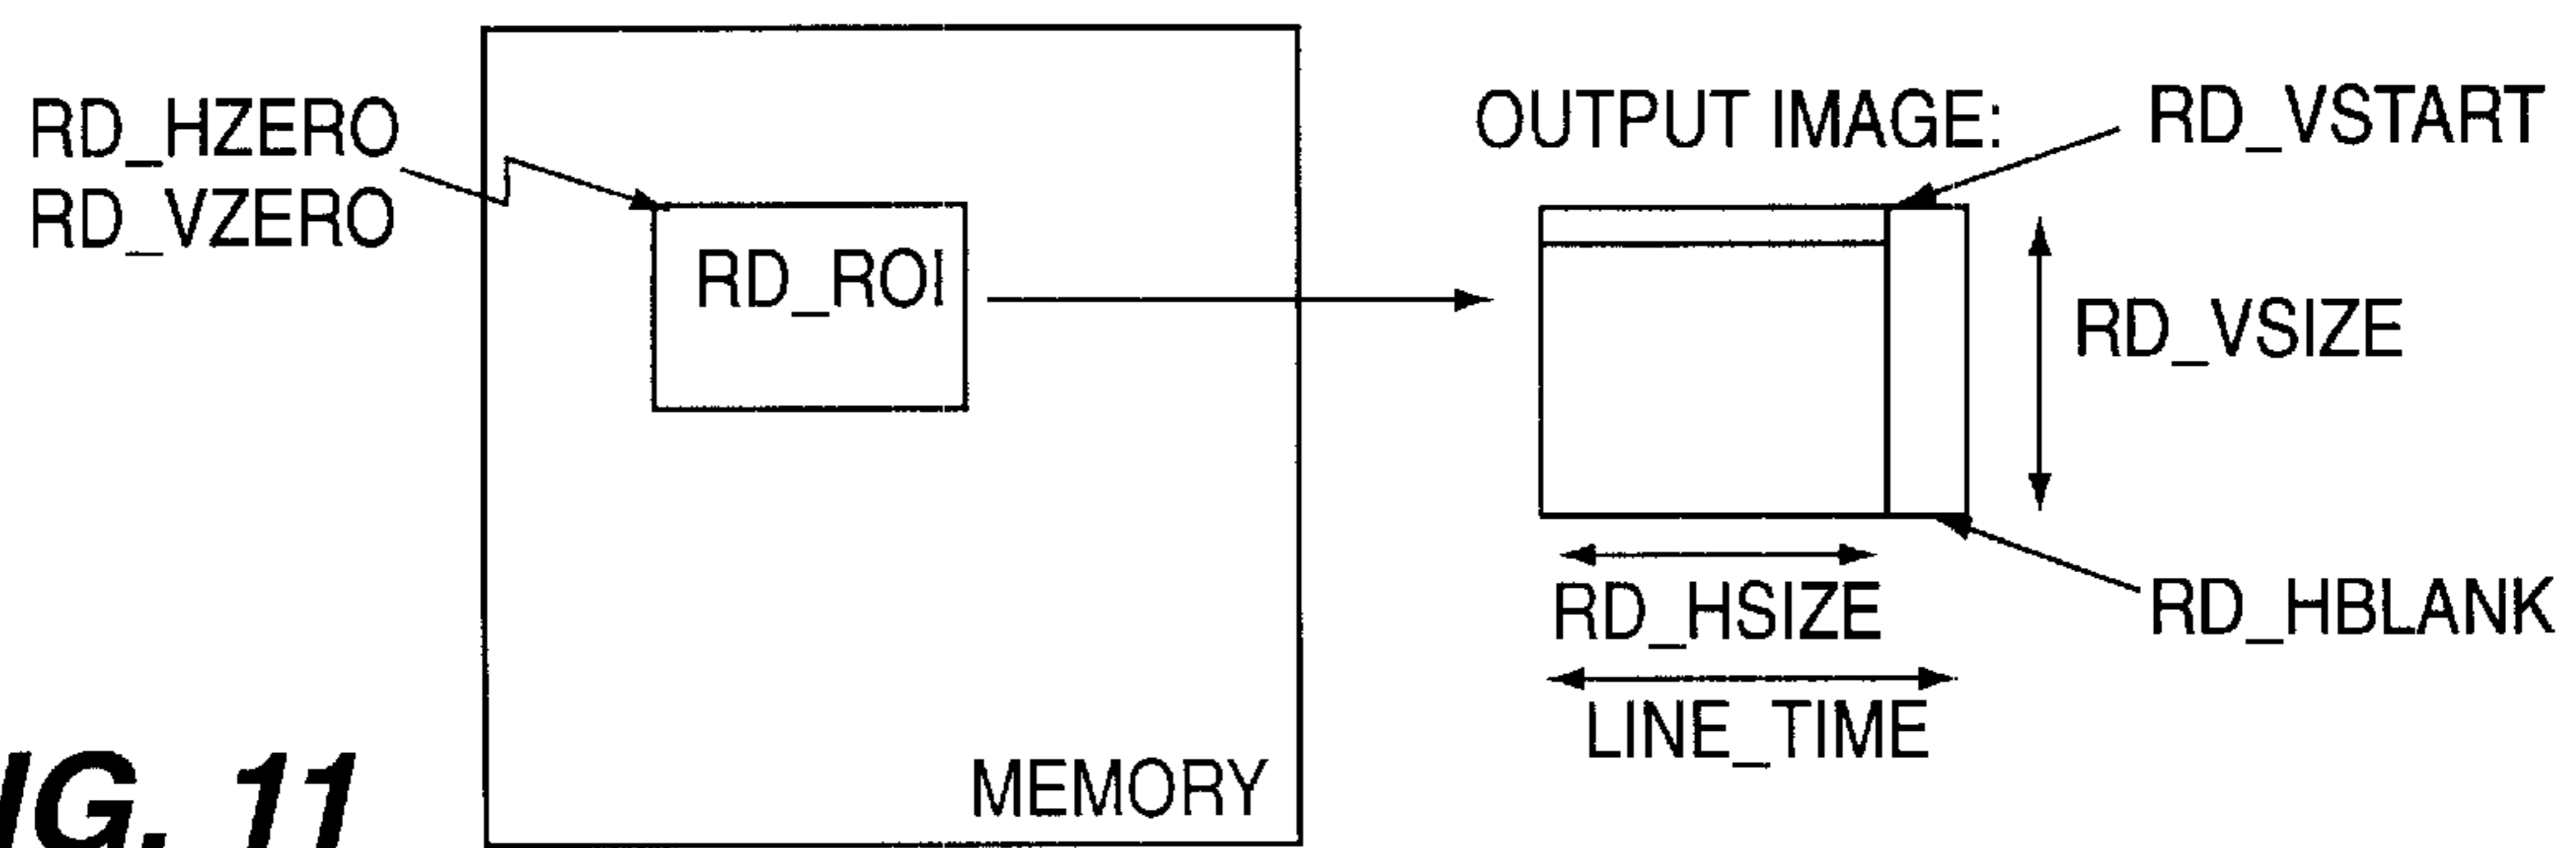 RD_HZERO
RD_VZERO
RD_ROI
MEMORY
OUTPUT IMAGE:
RD_VSTART
RD_VSIZE
RD_HSIZE
LINE_TIME
RD_HBLANK
IG. 11